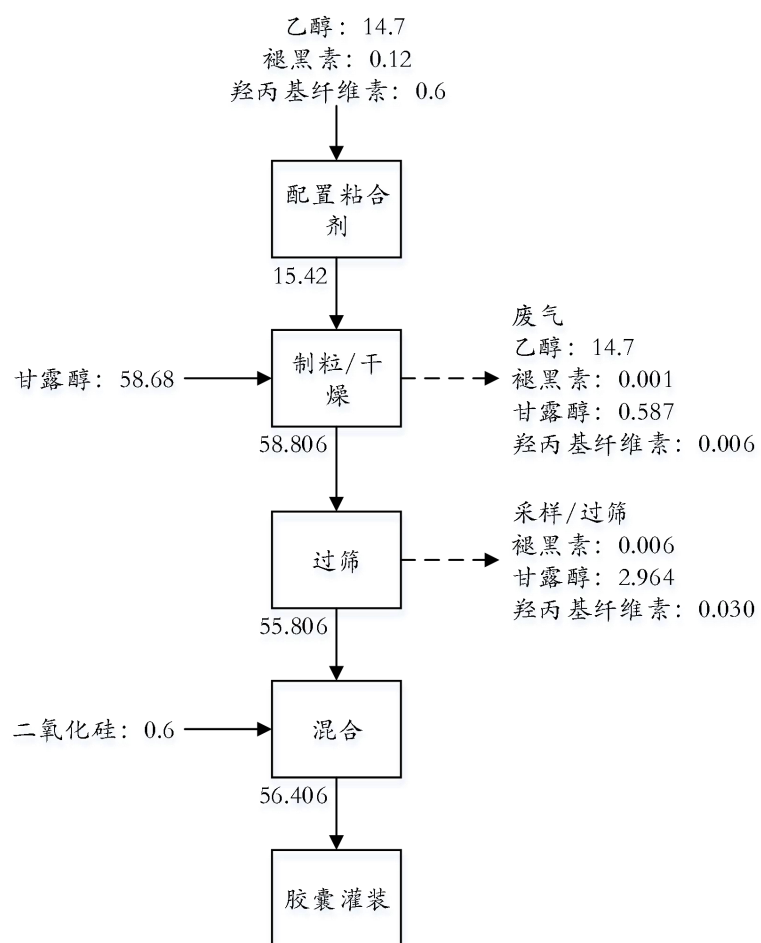 乙醇：14.7
褪黑素：0.12
羟丙基纤维素：0.6
配置粘合
剂
15.42
甘露醇：58.68
制粒/干
燥
废气
乙醇：14.7
褪黑素：0.001
甘露醇：0.587
羟丙基纤维素：0.006
58.806
过筛
采样/过筛
褪黑素：0.006
甘露醇：2.964
羟丙基纤维素：0.030
55.806
二氧化硅：0.6
混合
56.406
胶囊灌装